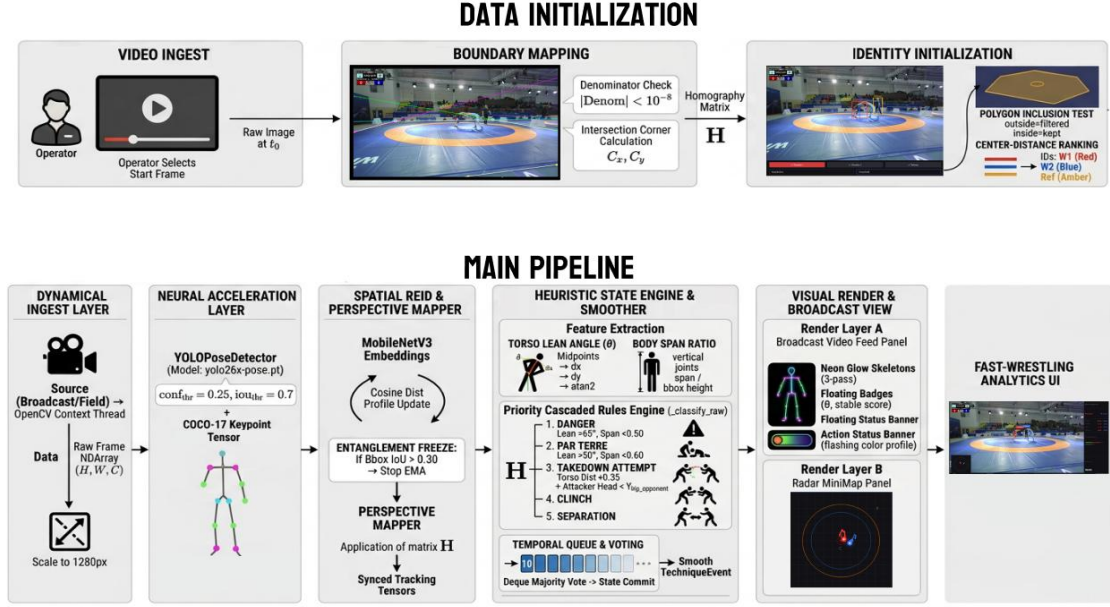 DATA INITIALIZATION
VIDEO INGEST
Operator
Operator Selects
Start Frame
Raw Image
at t₀
BOUNDARY MAPPING
Denominator Check
|Denom| < 10⁻⁸
Intersection Corner
Calculation
Cₓ, Cᵧ
Homography
Matrix
H
IDENTITY INITIALIZATION
POLYGON INCLUSION TEST
outside=filtered
inside=kept
CENTER-DISTANCE RANKING
IDs: W1 (Red)
W2 (Blue)
Ref (Amber)
MAIN PIPELINE
DYNAMICAL
INGEST LAYER
Source
(Broadcast/Field) →
OpenCV Context Thread
Data
Raw Frame
NDArray
(H, W, C)
Scale to 1280px
NEURAL ACCELERATION
LAYER
YOLOPoseDetector
(Model: yolo26x-pose.pt)
conf_thr = 0.25, iou_thr = 0.7
+
COCO-17 Keypoint
Tensor
SPATIAL REID &
PERSPECTIVE MAPPER
MobileNetV3
Embeddings
Cosine Dist
Profile Update
ENTANGLEMENT FREEZE:
If Bbox IoU > 0.30
→ Stop EMA
PERSPECTIVE
MAPPER
Application of matrix H
Synced Tracking
Tensors
HEURISTIC STATE ENGINE &
SMOOTHER
Feature Extraction
TORSO LEAN ANGLE (θ)
Midpoints
→ dx
→ dy
→ atan2
BODY SPAN RATIO
vertical
joints
span /
bbox height
Priority Cascaded Rules Engine (_classify_raw)
H
1. DANGER
Lean >65°, Span <0.50
2. PAR TERRE
Lean >50°, Span <0.60
3. TAKEDOWN ATTEMPT
Torso Dist +0.35
+ Attacker Head < Y_big_opponent
4. CLINCH
5. SEPARATION
TEMPORAL QUEUE & VOTING
10
Deque Majority Vote -> State Commit
Smooth
TechniqueEvent
VISUAL RENDER &
BROADCAST VIEW
Render Layer A
Broadcast Video Feed Panel
Neon Glow Skeletons
(3-pass)
Floating Badges
(θ, stable score)
Floating Status Banner
Action Status Banner
(flashing color profile)
Render Layer B
Radar MiniMap Panel
FAST-WRESTLING
ANALYTICS UI